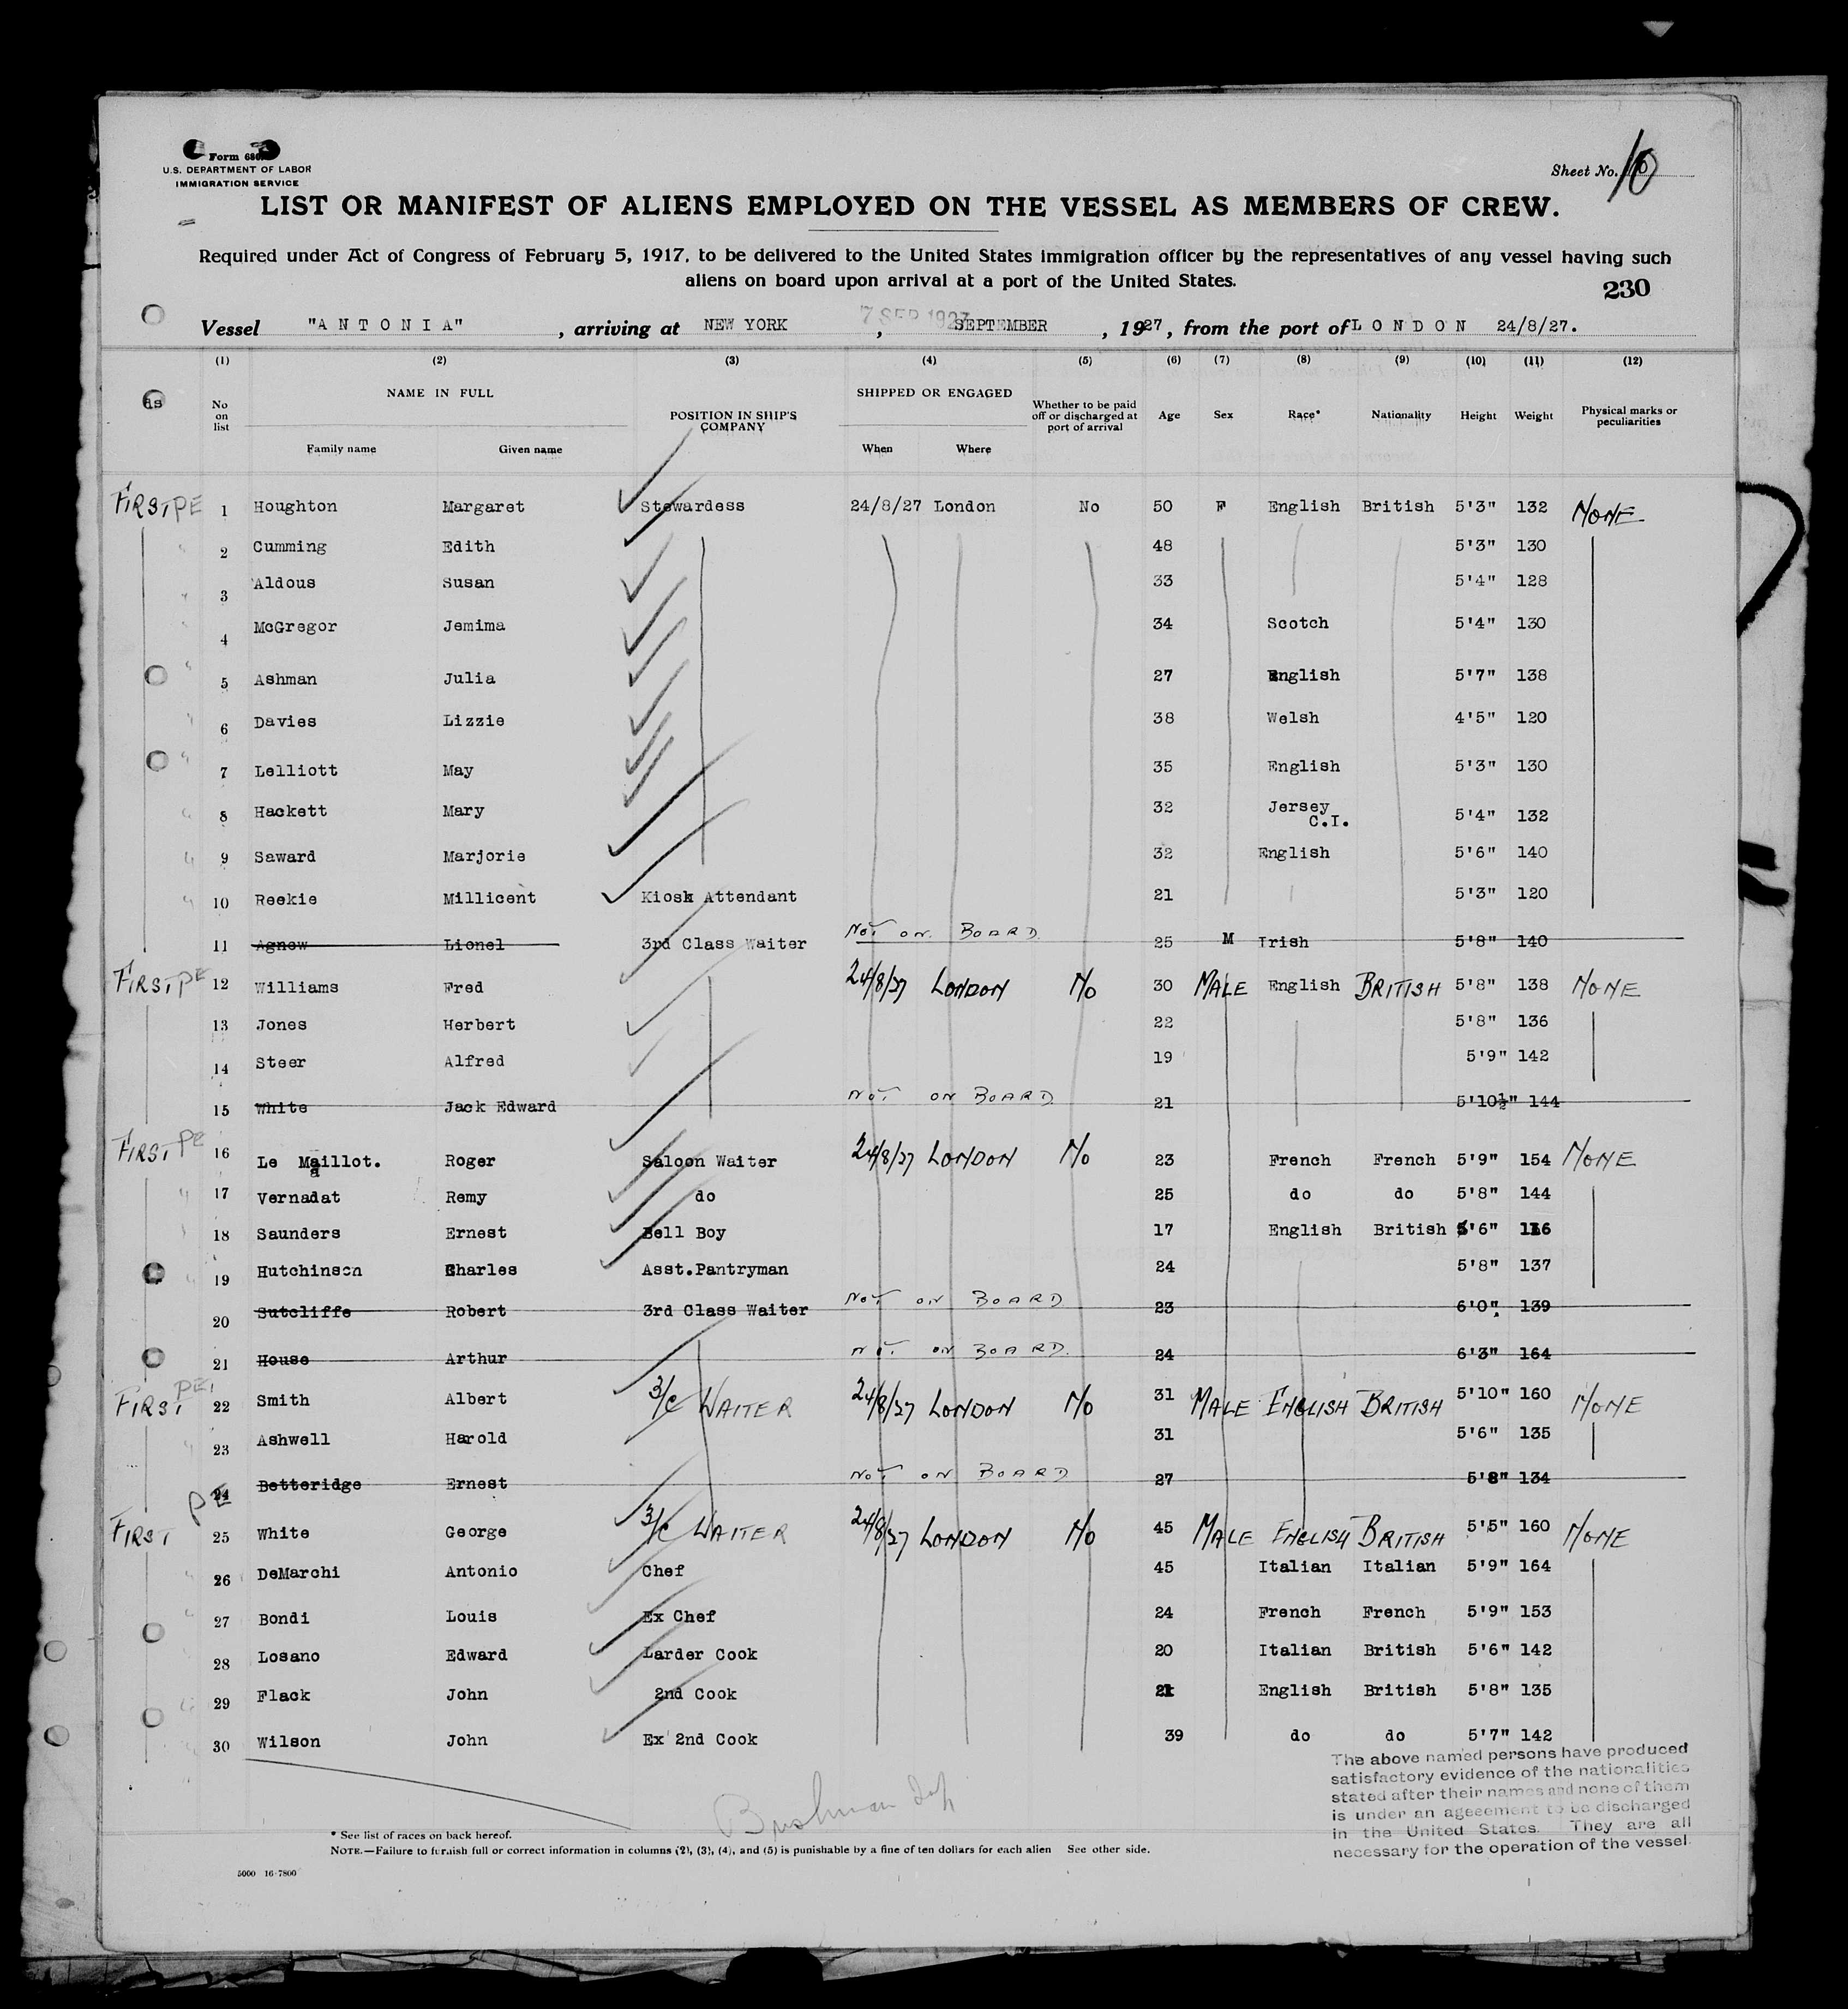 Form 680
U.S. DEPARTMENT OF LABOR
IMMIGRATION SERVICE
Sheet No. 10
LIST OR MANIFEST OF ALIENS EMPLOYED ON THE VESSEL AS MEMBERS OF CREW.
Required under Act of Congress of February 5, 1917, to be delivered to the United States immigration officer by the representatives of any vessel having such
aliens on board upon arrival at a port of the United States.
230
7 SEP 1927
Vessel "ANTONIA", arriving at NEW YORK, SEPTEMBER, 1927, from the port of LONDON 24/8/27.
(1) (2) (3) (4) (5) (6) (7) (8) (9) (10) (11) (12)
No on list NAME IN FULL Family name Given name POSITION IN SHIP'S COMPANY SHIPPED OR ENGAGED When Where Whether to be paid off or discharged at port of arrival Age Sex Race* Nationality Height Weight Physical marks or peculiarities
FIRST PE 1 Houghton Margaret Stewardess 24/8/27 London No 50 F English British 5'3" 132 NONE
2 Cumming Edith 48 5'3" 130
3 Aldous Susan 33 5'4" 128
4 McGregor Jemima 34 Scotch 5'4" 130
5 Ashman Julia 27 English 5'7" 138
6 Davies Lizzie 38 Welsh 4'5" 120
7 Lelliott May 35 English 5'3" 130
8 Hackett Mary 32 Jersey C.I. 5'4" 132
9 Saward Marjorie 32 English 5'6" 140
10 Reekie Millicent Kiosk Attendant 21 5'3" 120
11 Agnew Lionel 3rd Class Waiter NOT ON BOARD 25 M Irish 5'8" 140
FIRST PE 12 Williams Fred 24/8/27 LONDON No 30 MALE English BRITISH 5'8" 138 NONE
13 Jones Herbert 22 5'8" 136
14 Steer Alfred 19 5'9" 142
15 White Jack Edward NOT ON BOARD 21 5'10½" 144
FIRST PE 16 Le Maillot. Roger Saloon Waiter 24/8/27 LONDON No 23 French French 5'9" 154 NONE
17 Vernadat Remy do 25 do do 5'8" 144
18 Saunders Ernest Bell Boy 17 English British 5'6" 116
19 Hutchinson Charles Asst.Pantryman 24 5'8" 137
20 Sutcliffe Robert 3rd Class Waiter NOT ON BOARD 23 6'0" 139
21 House Arthur NOT ON BOARD. 24 6'3" 164
FIRST PE 22 Smith Albert 3/C WAITER 24/8/27 LONDON No 31 MALE ENGLISH BRITISH 5'10" 160 NONE
23 Ashwell Harold 31 5'6" 135
24 Betteridge Ernest NOT ON BOARD 27 5'8" 134
FIRST PE 25 White George 3/C WAITER 24/8/27 LONDON No 45 MALE ENGLISH BRITISH 5'5" 160 NONE
26 DeMarchi Antonio Chef 45 Italian Italian 5'9" 164
27 Bondi Louis Ex Chef 24 French French 5'9" 153
28 Losano Edward Larder Cook 20 Italian British 5'6" 142
29 Flack John 2nd Cook 21 English British 5'8" 135
30 Wilson John Ex 2nd Cook 39 do do 5'7" 142
The above named persons have produced
satisfactory evidence of the nationalities
stated after their names and none of them
is under an ageeement to be discharged
in the United States. They are all
necessary for the operation of the vessel.
* See list of races on back hereof.
NOTE.—Failure to furnish full or correct information in columns (2), (3), (4), and (5) is punishable by a fine of ten dollars for each alien See other side.
5000 16-7800